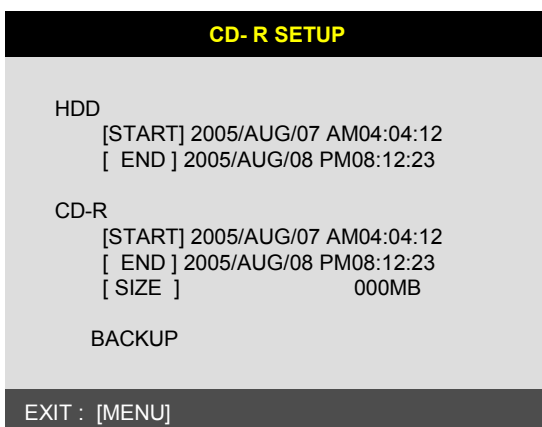 CD- R SETUP
HDD
[START] 2005/AUG/07 AM04:04:12
[ END ] 2005/AUG/08 PM08:12:23
CD-R
[START] 2005/AUG/07 AM04:04:12
[ END ] 2005/AUG/08 PM08:12:23
[ SIZE ] 000MB
BACKUP
EXIT : [MENU]